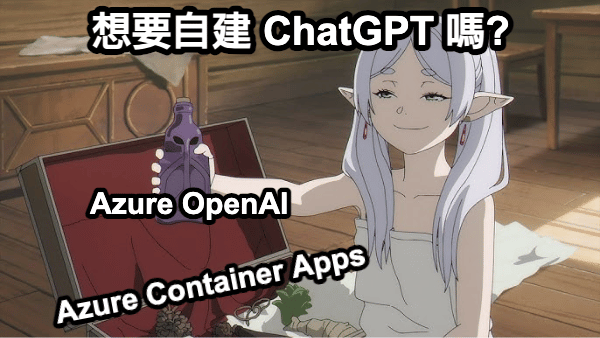 想要自建 ChatGPT 嗎?
Azure OpenAI
Azure Container Apps